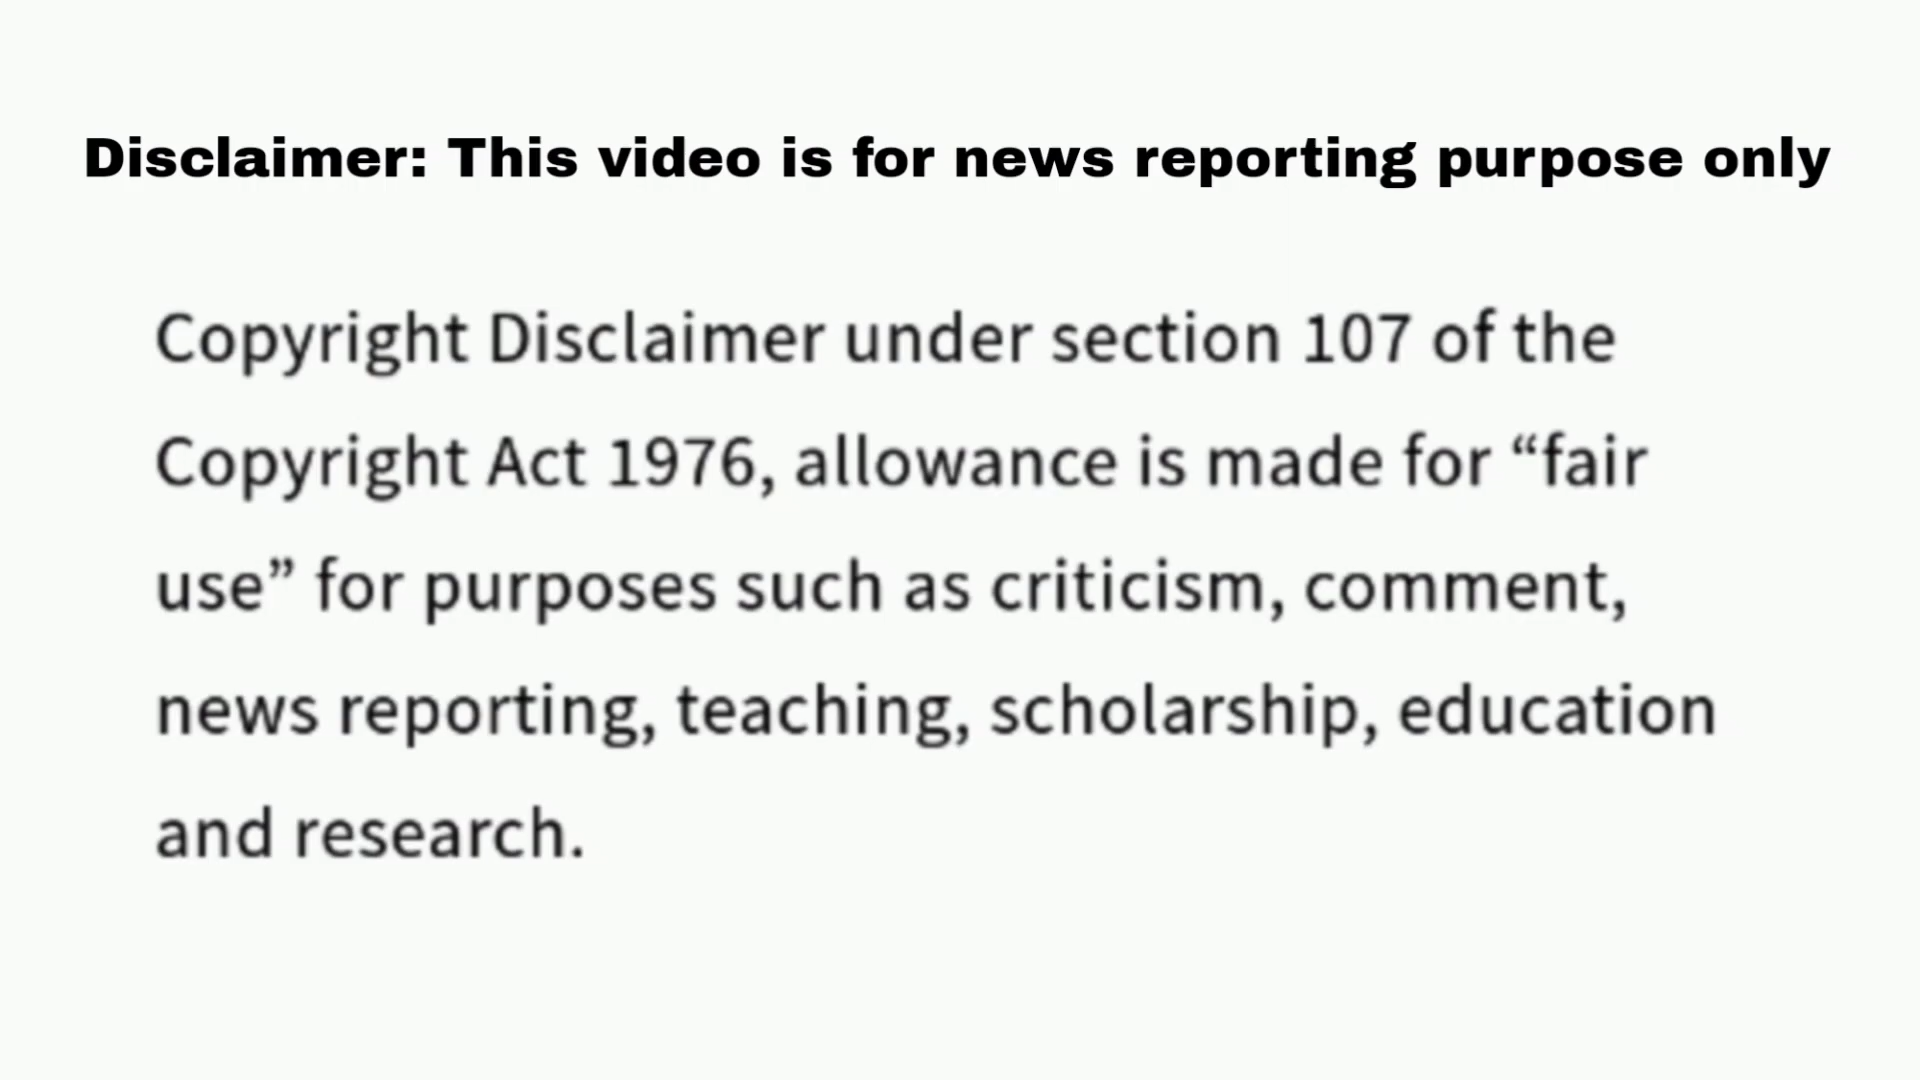 Disclaimer: This video is for news reporting purpose only
Copyright Disclaimer under section 107 of the
Copyright Act 1976, allowance is made for “fair
use” for purposes such as criticism, comment,
news reporting, teaching, scholarship, education
and research.